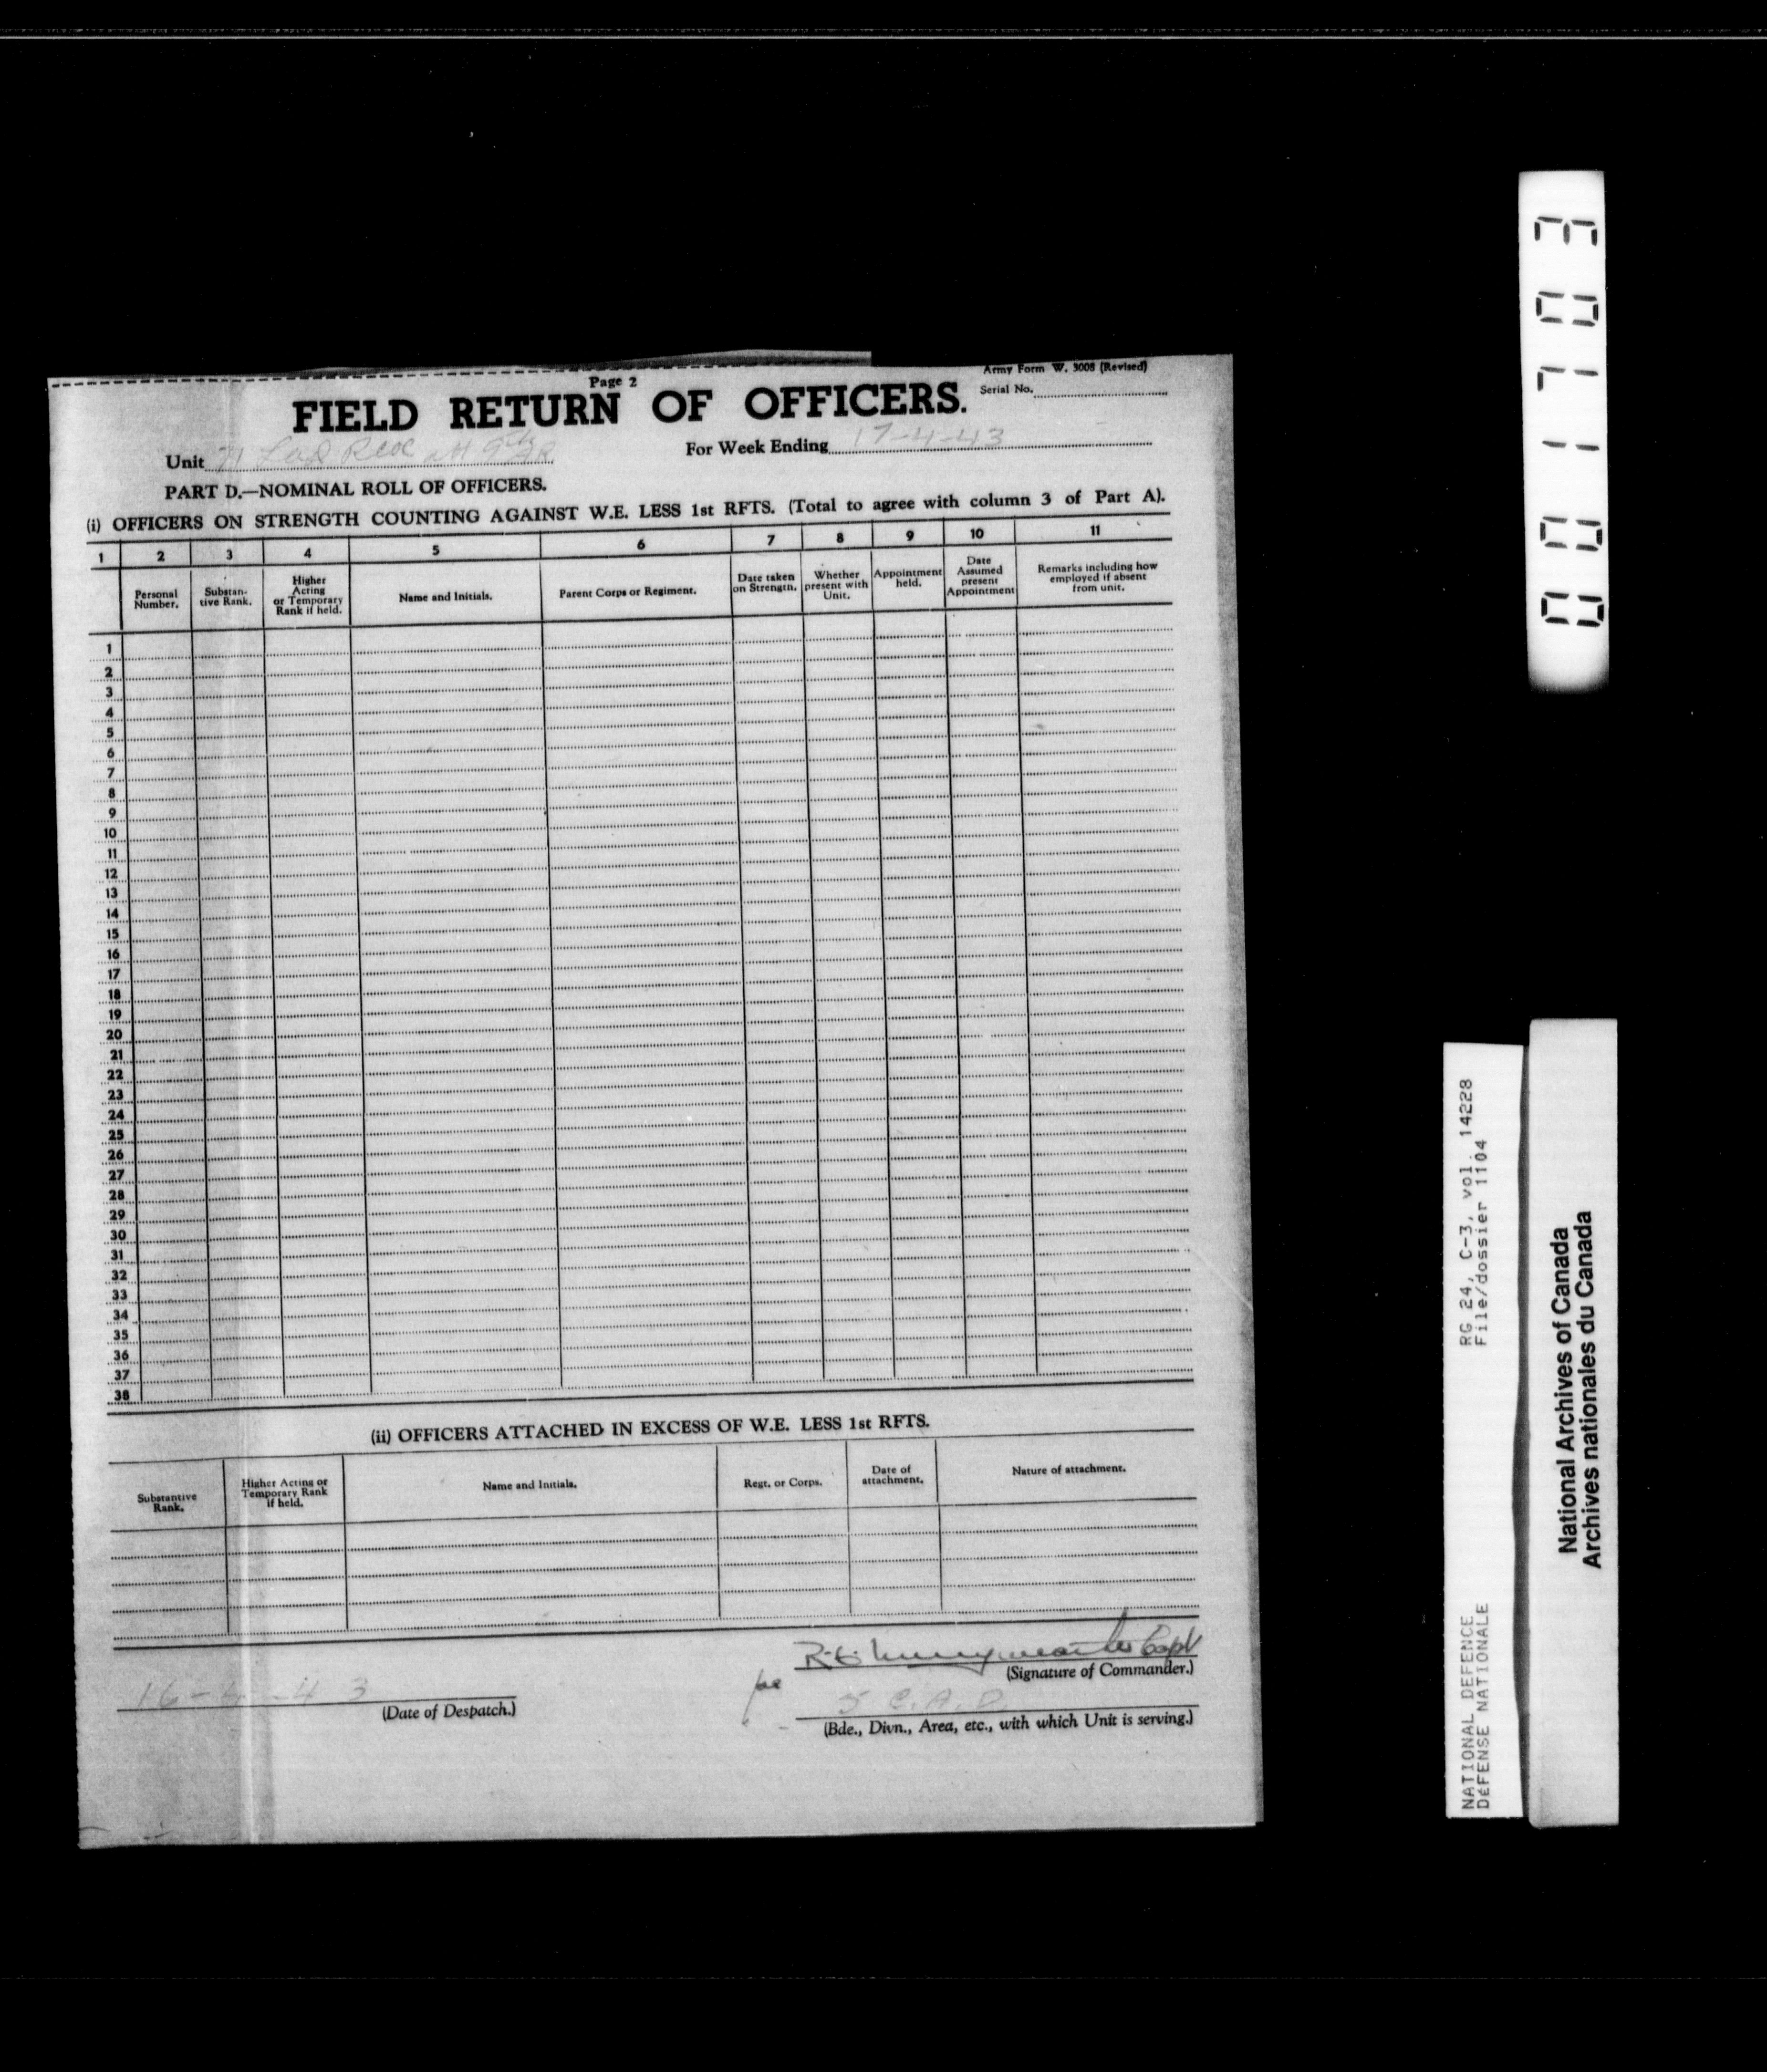 Page 2
Army Form W. 3008 (Revised)
FIELD RETURN OF OFFICERS.
Serial No.
Unit
For Week Ending 17-4-43
PART D.—NOMINAL ROLL OF OFFICERS.
(i) OFFICERS ON STRENGTH COUNTING AGAINST W.E. LESS 1st RFTS. (Total to agree with column 3 of Part A).
1 2 3 4 5 6 7 8 9 10 11
Personal Number.
Substan-tive Rank.
Higher Acting or Temporary Rank if held.
Name and Initials.
Parent Corps or Regiment.
Date taken on Strength.
Whether present with Unit.
Appointment held.
Date Assumed present Appointment
Remarks including how employed if absent from unit.
1
2
3
4
5
6
7
8
9
10
11
12
13
14
15
16
17
18
19
20
21
22
23
24
25
26
27
28
29
30
31
32
33
34
35
36
37
38
(ii) OFFICERS ATTACHED IN EXCESS OF W.E. LESS 1st RFTS.
Substantive Rank.
Higher Acting or Temporary Rank if held.
Name and Initials.
Regt. or Corps.
Date of attachment.
Nature of attachment.
Capt
(Signature of Commander.)
16-4-43
(Date of Despatch.)
5 C.A.D.
(Bde., Divn., Area, etc., with which Unit is serving.)
001703
RG 24, C-3, vol. 14228
File/dossier 1104
NATIONAL DEFENCE
DÉFENSE NATIONALE
National Archives of Canada
Archives nationales du Canada